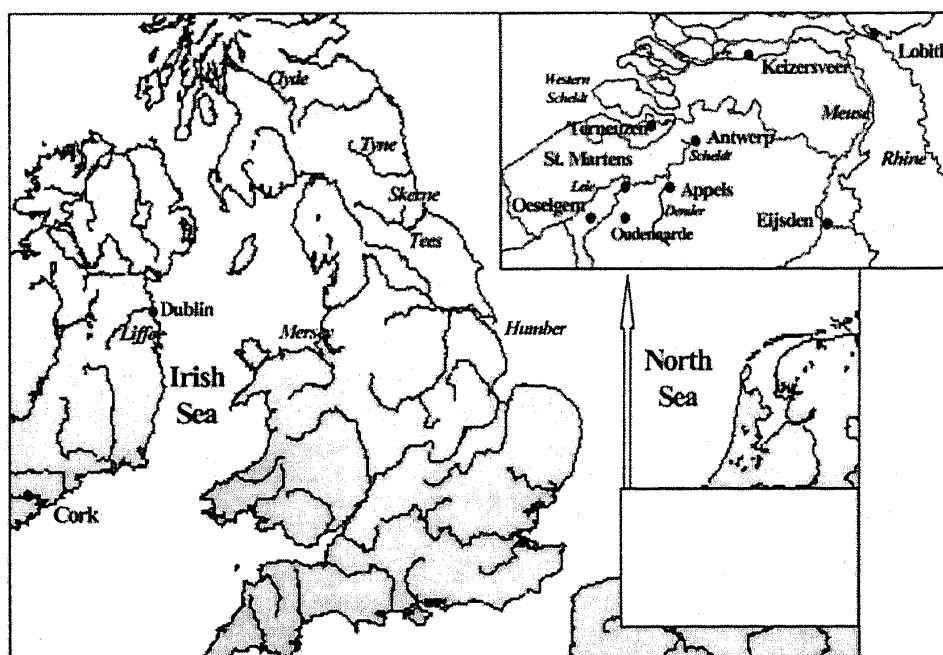 Clyde
Tyne
Skerne
Tees
Dublin
Liffey
Mersey
Humber
Irish
Sea
Cork
North
Sea
Western
Scheldt
Keizersveer
Lobith
Meuse
Terneuzen
Antwerp
Scheldt
St. Martens
Rhine
Leie
Appels
Oeselgem
Dender
Oudenaarde
Eijsden